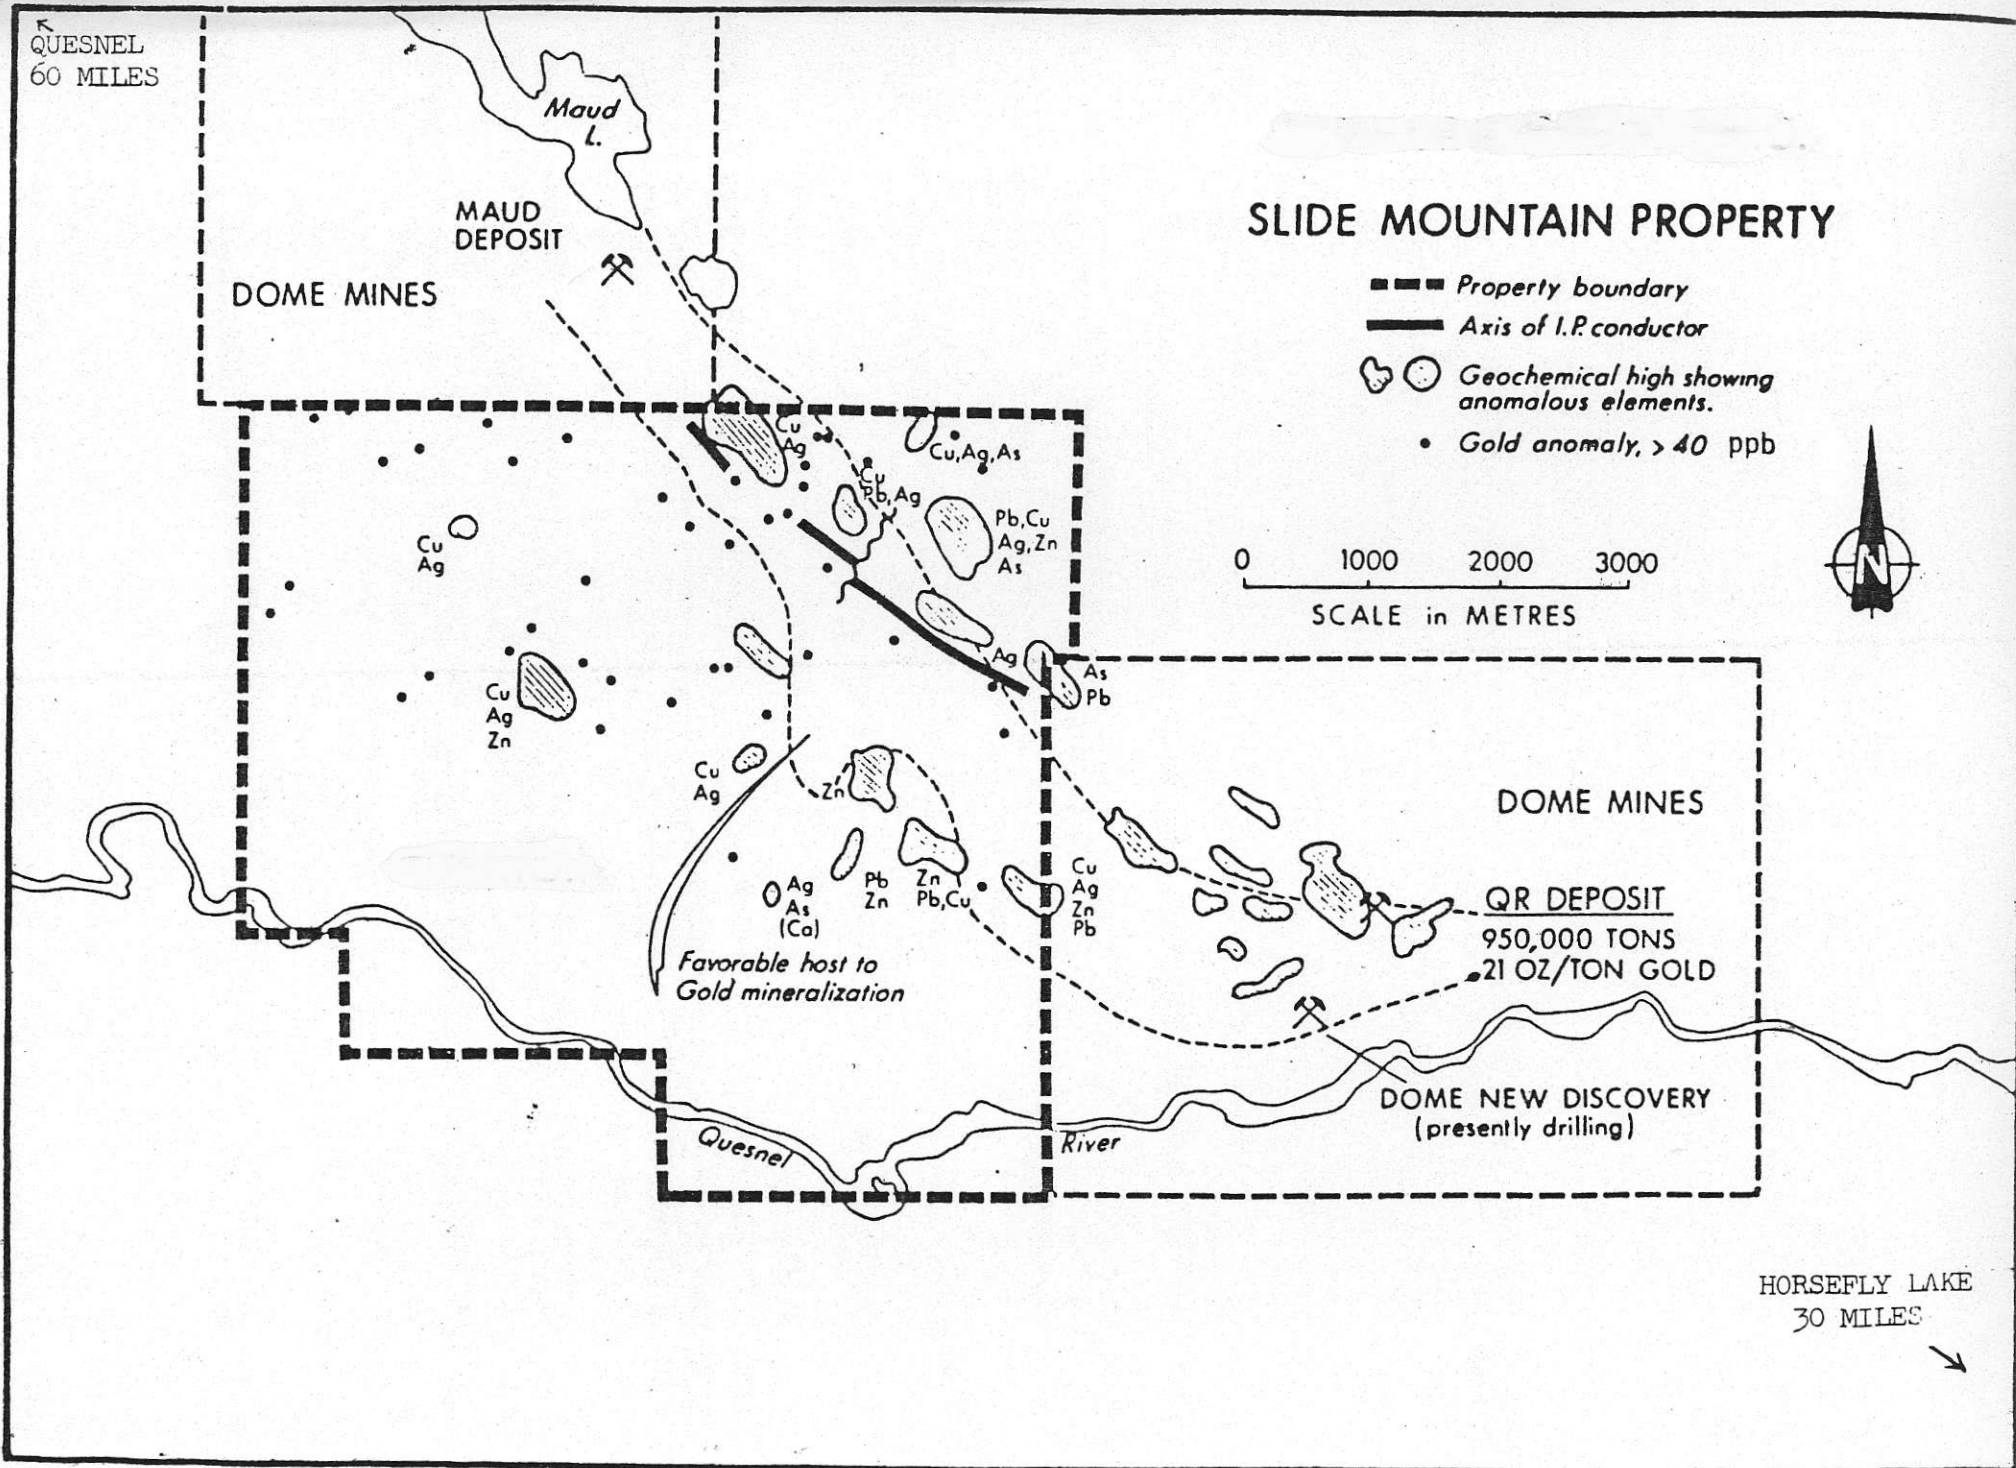 QUESNEL
60 MILES
Maud
L.
MAUD
DEPOSIT
DOME MINES
SLIDE MOUNTAIN PROPERTY
Property boundary
Axis of I.P. conductor
Geochemical high showing
anomalous elements.
Gold anomaly, > 40 ppb
0 1000 2000 3000
SCALE in METRES
N
Cu
Ag
Cu, Ag, As
Cu
Pb, Ag
Pb, Cu
Ag, Zn
As
Cu
Ag
Ag
As
Pb
Cu
Ag
Zn
Cu
Ag
Zn
DOME MINES
Pb
Zn
Zn
Pb, Cu
Cu
Ag
Zn
Pb
Ag
As
(Ca)
QR DEPOSIT
950,000 TONS
.21 OZ/TON GOLD
Favorable host to
Gold mineralization
DOME NEW DISCOVERY
(presently drilling)
Quesnel
River
HORSEFLY LAKE
30 MILES